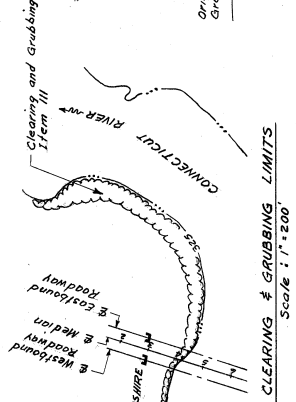 Clearing and Grubbing
Item III
RIVER
CONNECTICUT
325
℄ Eastbound
Roadway
℄ Median
Westbound
Roadway
SHIRE
CLEARING & GRUBBING LIMITS
Scale : 1" = 200'
Ori
Gr